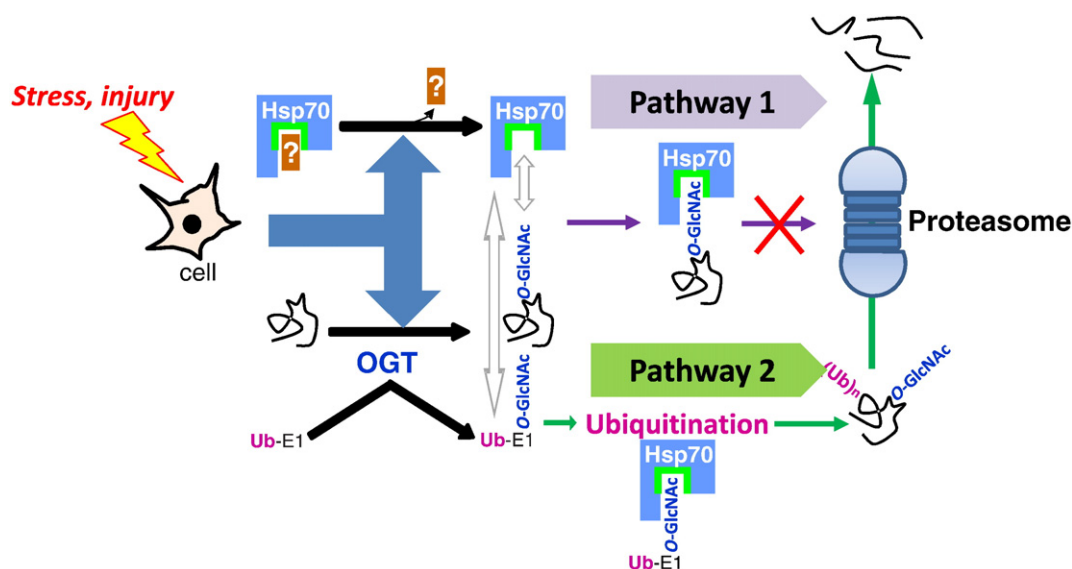 Stress, injury
cell
Hsp70
?
?
Hsp70
O-GlcNAc
OGT
O-GlcNAc
Ub-E1
Ub-E1
Pathway 1
Hsp70
O-GlcNAc
Proteasome
Pathway 2
(Ub)n
O-GlcNAc
Ubiquitination
Hsp70
O-GlcNAc
Ub-E1